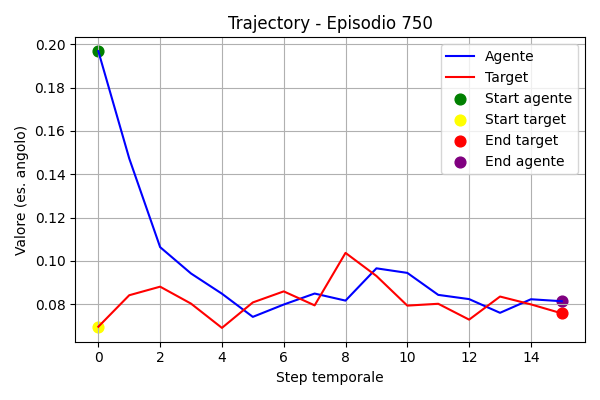 Trajectory - Episodio 750
Agente
Target
Start agente
Start target
End target
End agente
Valore (es. angolo)
0.20
0.18
0.16
0.14
0.12
0.10
0.08
0 2 4 6 8 10 12 14
Step temporale